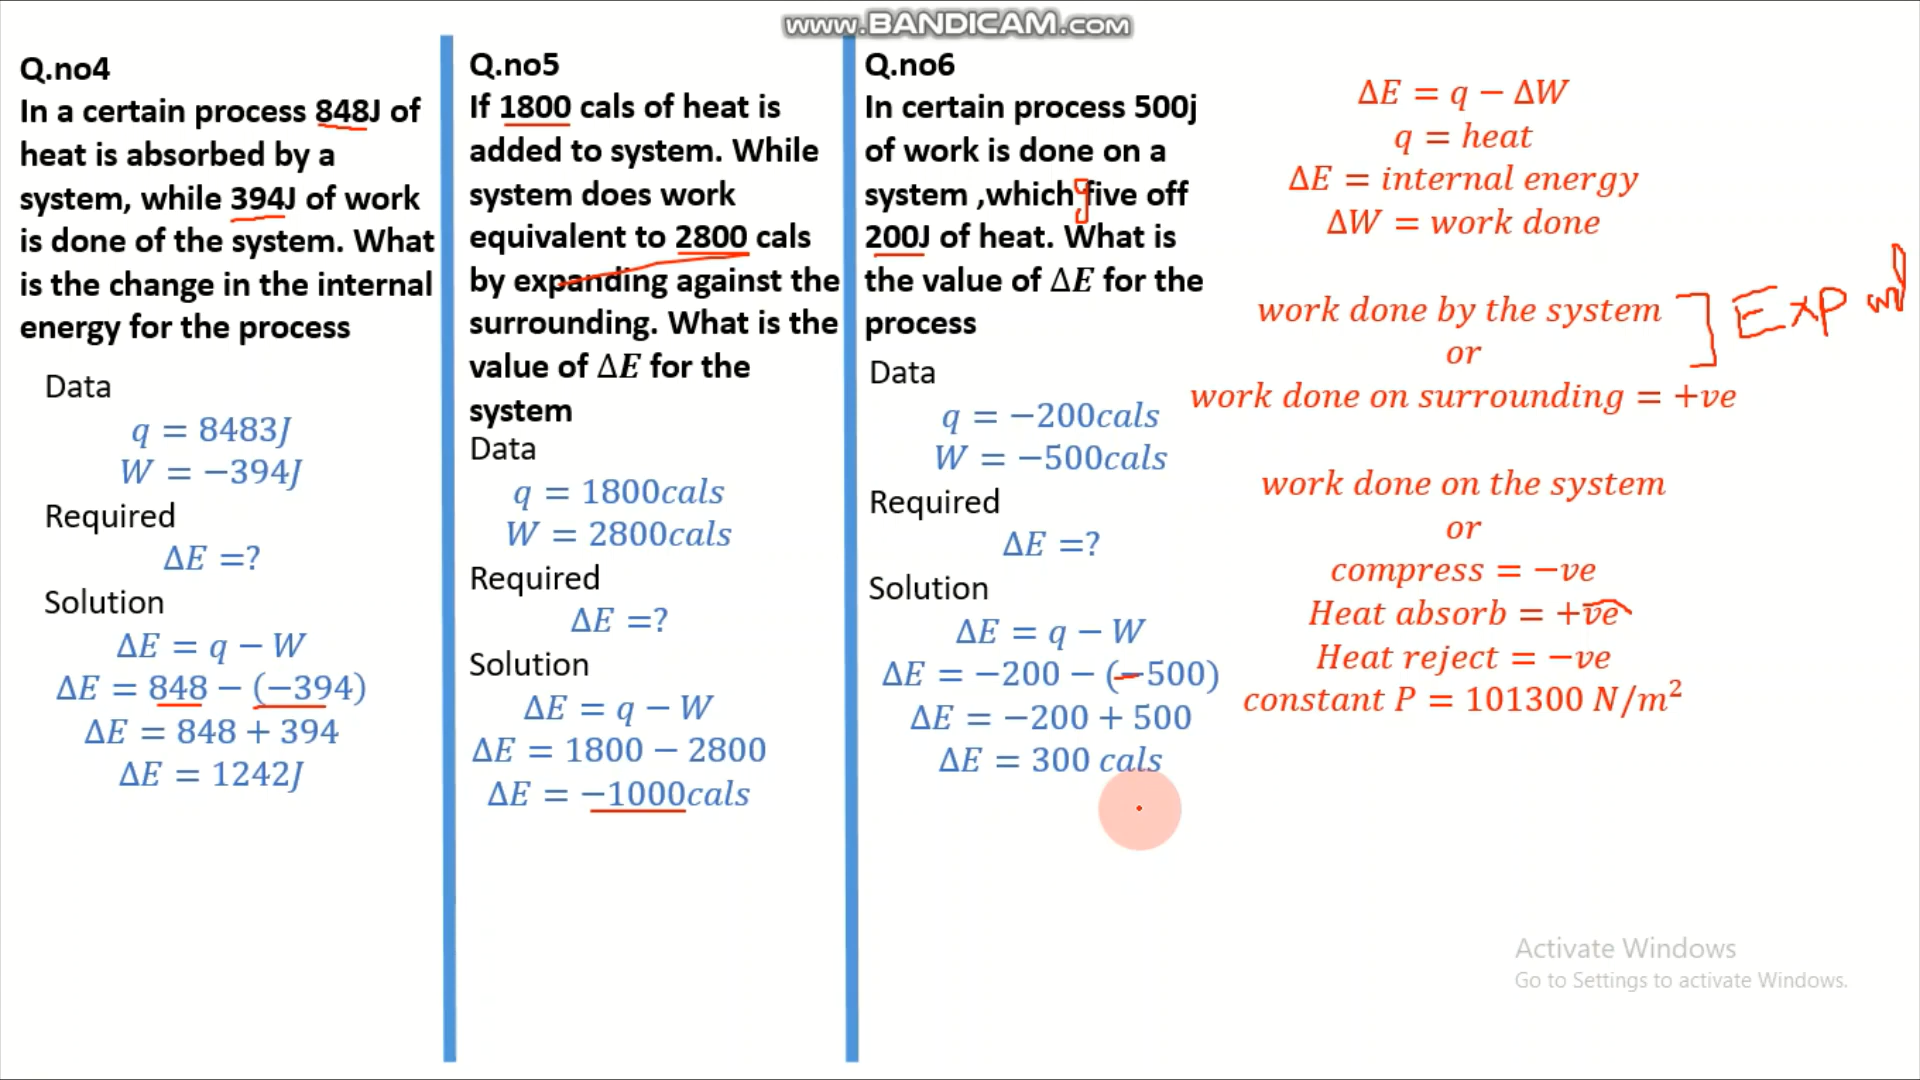 www.BANDICAM.com
Q.no4
In a certain process 848J of
heat is absorbed by a
system, while 394J of work
is done of the system. What
is the change in the internal
energy for the process
Data
q = 8483J
W = −394J
Required
ΔE =?
Solution
ΔE = q − W
ΔE = 848 − (−394)
ΔE = 848 + 394
ΔE = 1242J
Q.no5
If 1800 cals of heat is
added to system. While
system does work
equivalent to 2800 cals
by expanding against the
surrounding. What is the
value of ΔE for the
system
Data
q = 1800cals
W = 2800cals
Required
ΔE =?
Solution
ΔE = q − W
ΔE = 1800 − 2800
ΔE = −1000cals
Q.no6
In certain process 500j
of work is done on a
system ,which five off
g
200J of heat. What is
the value of ΔE for the
process
Data
q = −200cals
W = −500cals
Required
ΔE =?
Solution
ΔE = q − W
ΔE = −200 − (−500)
ΔE = −200 + 500
ΔE = 300 cals
ΔE = q − ΔW
q = heat
ΔE = internal energy
ΔW = work done
work done by the system
or
work done on surrounding = +ve
Exp
work done on the system
or
compress = −ve
Heat absorb = +ve
Heat reject = −ve
constant P = 101300 N/m²
Activate Windows
Go to Settings to activate Windows.